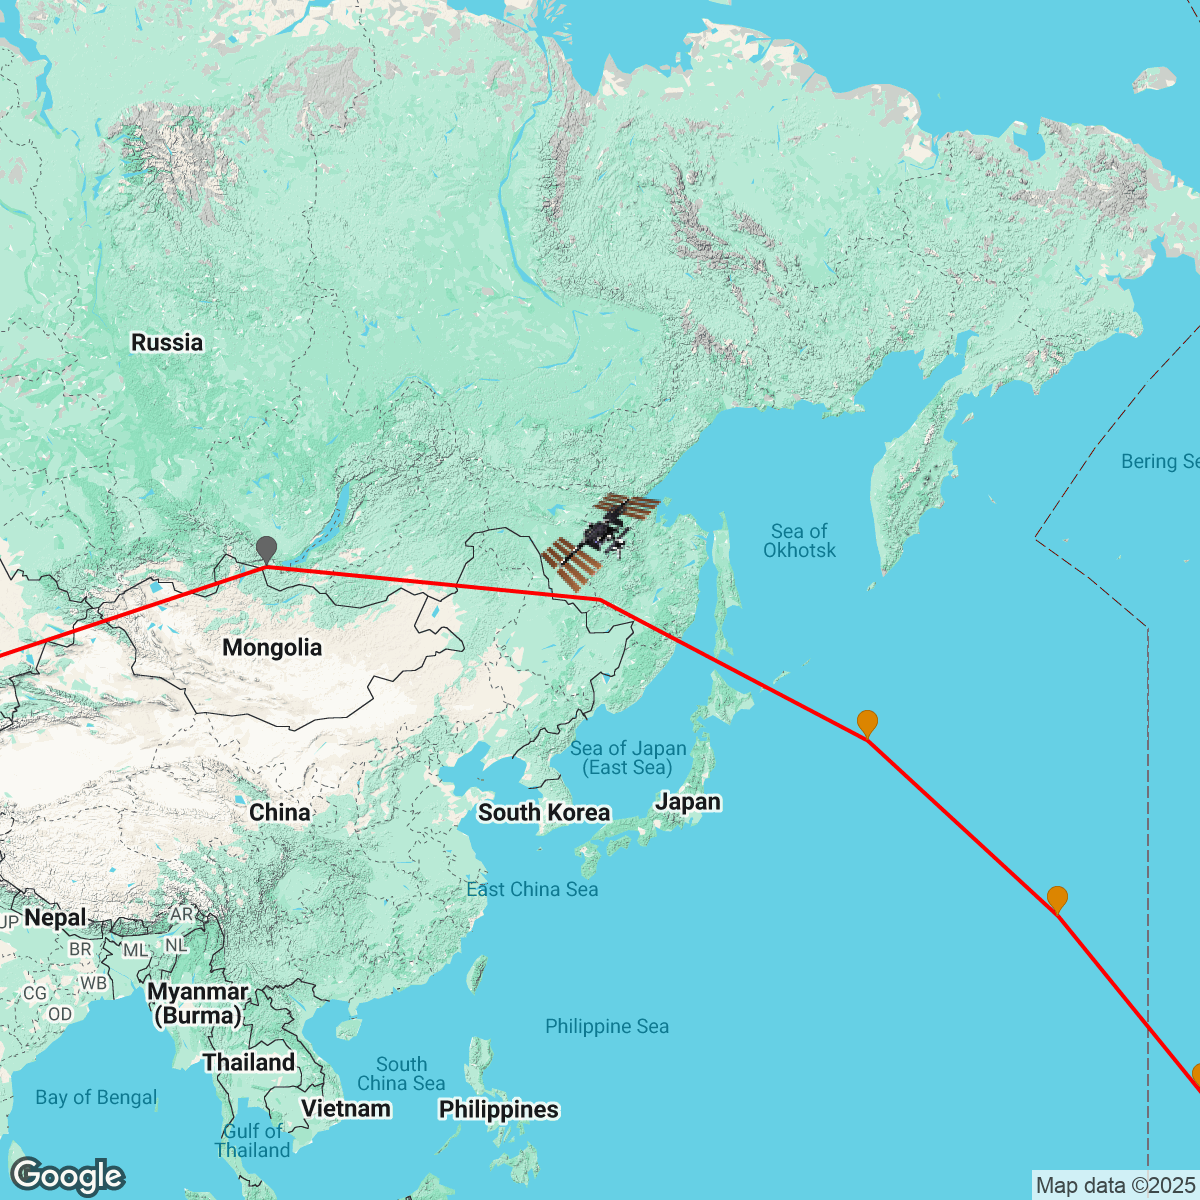 Russia
Bering Se
Sea of
Okhotsk
Mongolia
Sea of Japan
(East Sea)
Japan
China
South Korea
East China Sea
Nepal
UP
AR
BR
ML
NL
WB
CG
OD
Myanmar
(Burma)
Philippine Sea
Thailand
South
China Sea
Bay of Bengal
Vietnam
Philippines
Gulf of
Thailand
Google
Map data ©2025